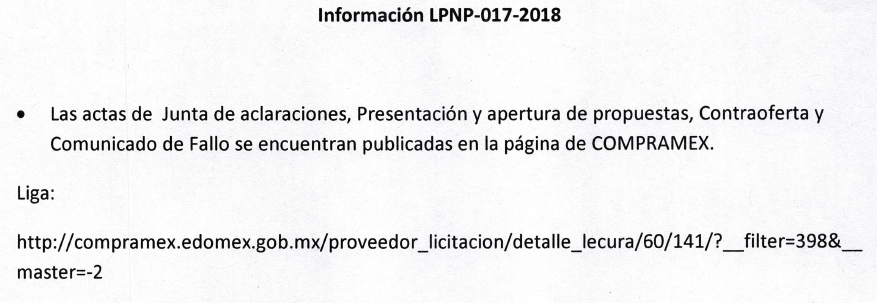 Información LPNP-017-2018
• Las actas de Junta de aclaraciones, Presentación y apertura de propuestas, Contraoferta y
Comunicado de Fallo se encuentran publicadas en la página de COMPRAMEX.
Liga:
http://compramex.edomex.gob.mx/proveedor_licitacion/detalle_lecura/60/141/?__filter=398&__
master=-2